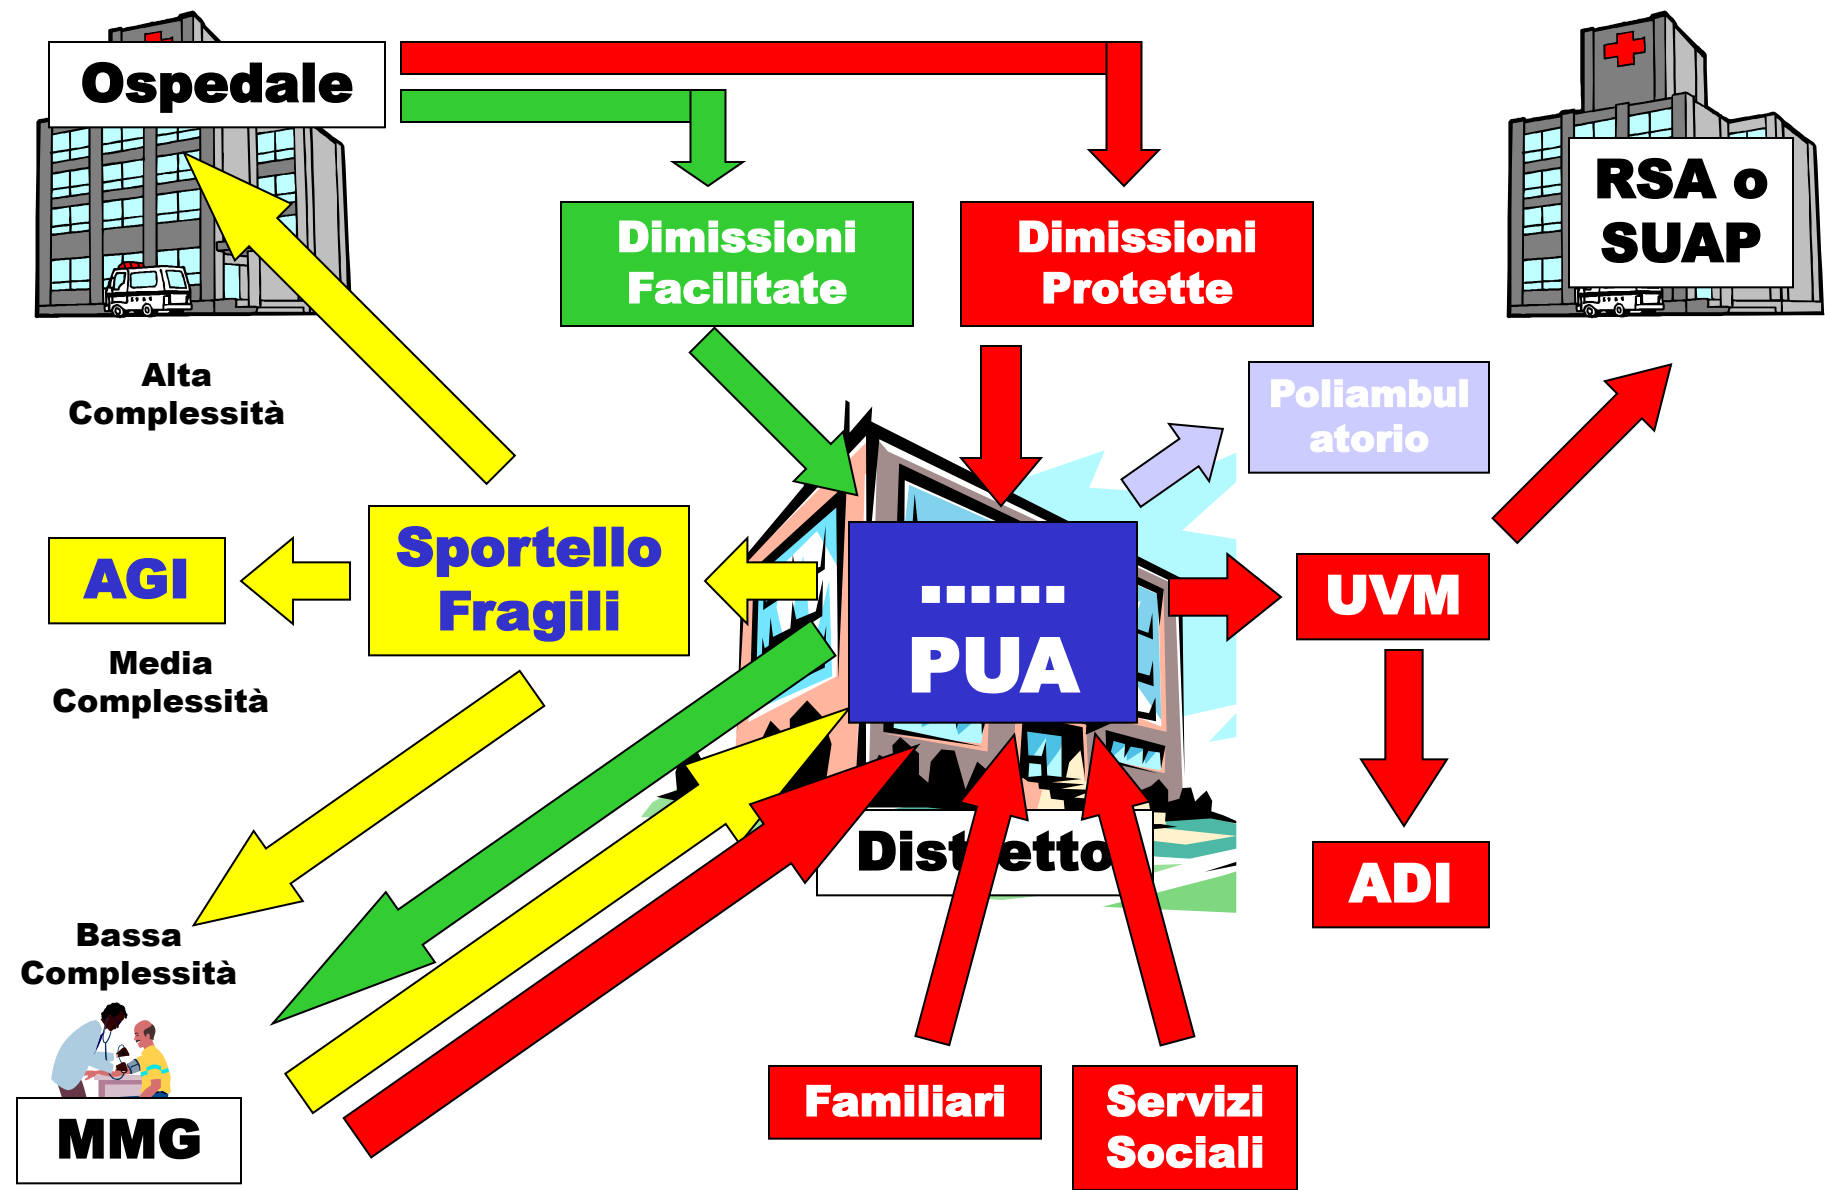 Ospedale
RSA o
SUAP
Dimissioni
Facilitate
Dimissioni
Protette
Alta
Complessità
Poliambul
atorio
Sportello
Fragili
AGI
......
PUA
UVM
Media
Complessità
Distretto
ADI
Bassa
Complessità
MMG
Familiari
Servizi
Sociali